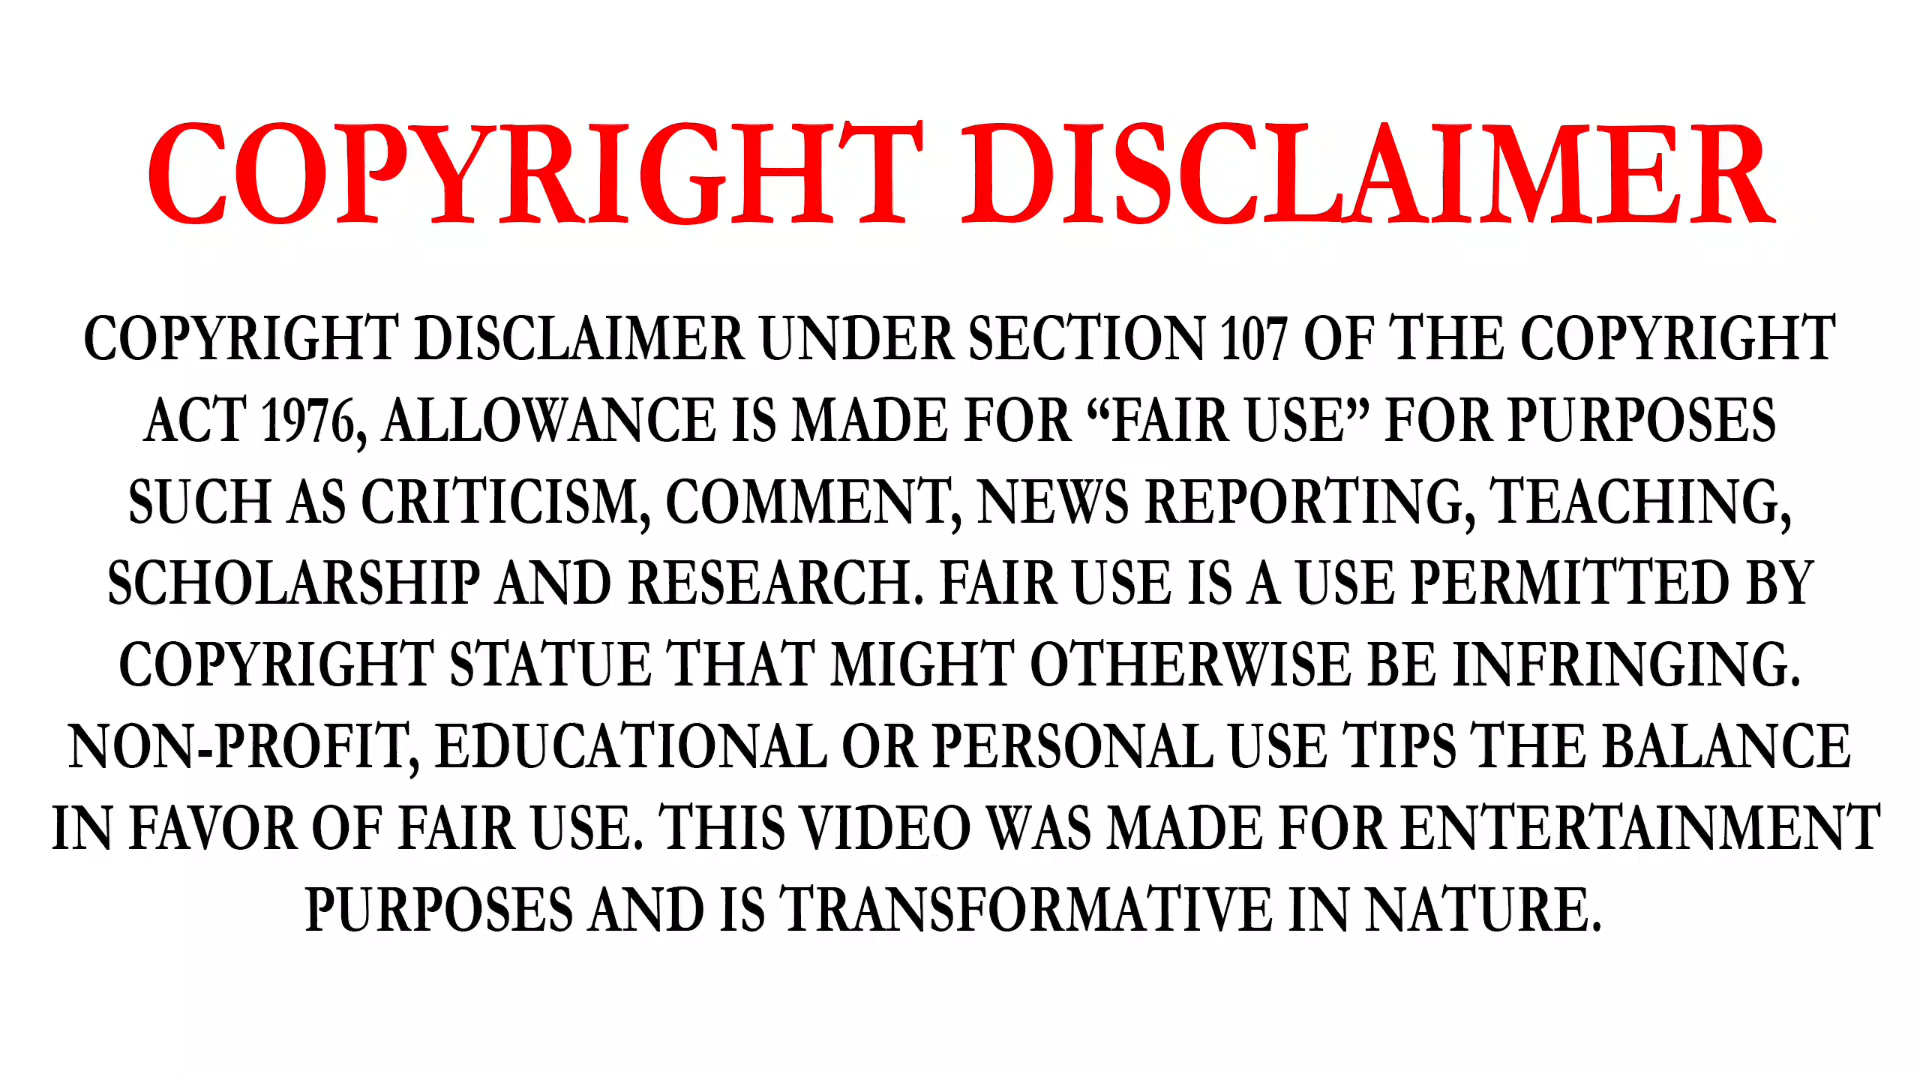 COPYRIGHT DISCLAIMER
COPYRIGHT DISCLAIMER UNDER SECTION 107 OF THE COPYRIGHT
ACT 1976, ALLOWANCE IS MADE FOR “FAIR USE” FOR PURPOSES
SUCH AS CRITICISM, COMMENT, NEWS REPORTING, TEACHING,
SCHOLARSHIP AND RESEARCH. FAIR USE IS A USE PERMITTED BY
COPYRIGHT STATUE THAT MIGHT OTHERWISE BE INFRINGING.
NON-PROFIT, EDUCATIONAL OR PERSONAL USE TIPS THE BALANCE
IN FAVOR OF FAIR USE. THIS VIDEO WAS MADE FOR ENTERTAINMENT
PURPOSES AND IS TRANSFORMATIVE IN NATURE.